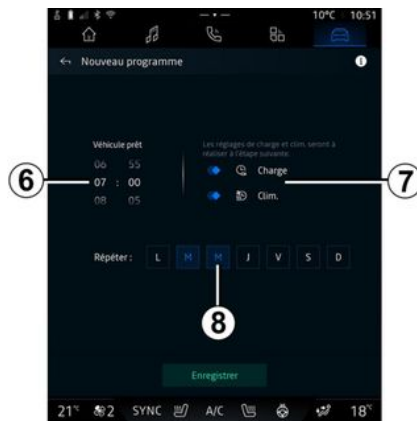 10°C 10:51
Nouveau programme
Véhicule prêt
Les réglages de charge et clim. seront à
réaliser à l'étape suivante.
06 55
07 : 00
08 05
Charge
Clim.
6
7
Répéter : L M M J V S D
8
Enregistrer
21°C 2 SYNC A/C 18°C